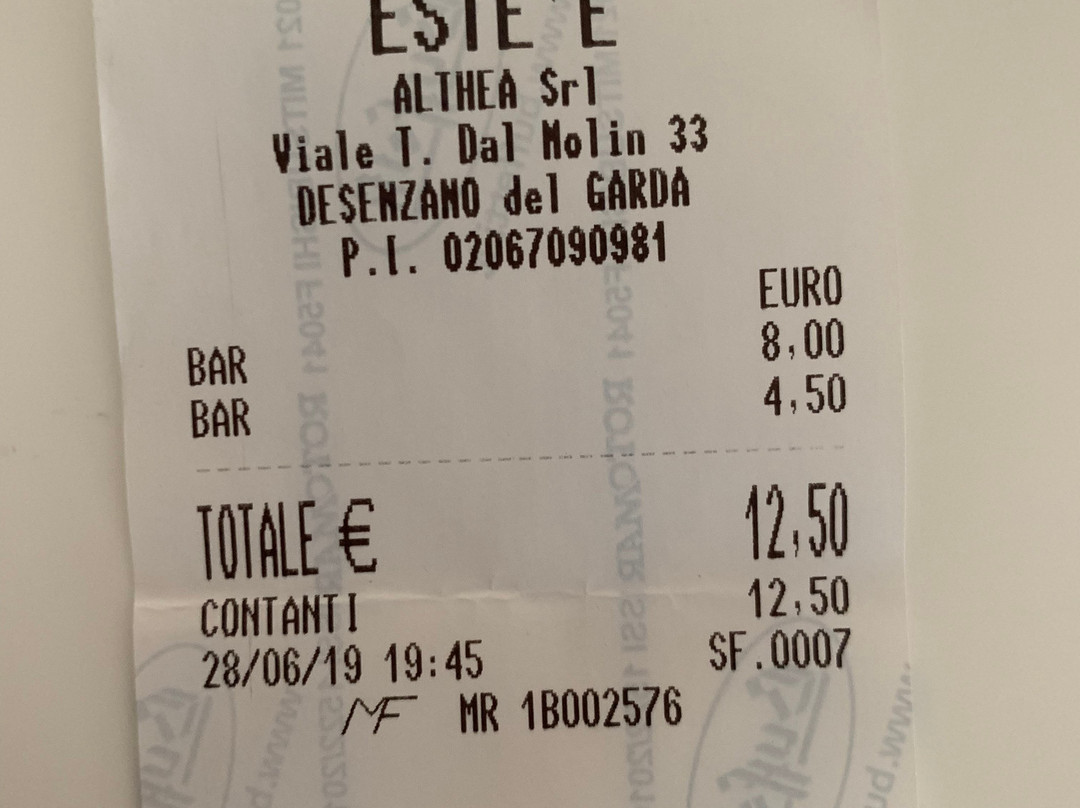 ESTE E
ALTHEA Srl
Viale T. Dal Molin 33
DESENZANO del GARDA
P.I. 02067090981
EURO
BAR 8,00
BAR 4,50
TOTALE € 12,50
CONTANTI 12,50
28/06/19 19:45 SF.0007
MF MR 1B002576